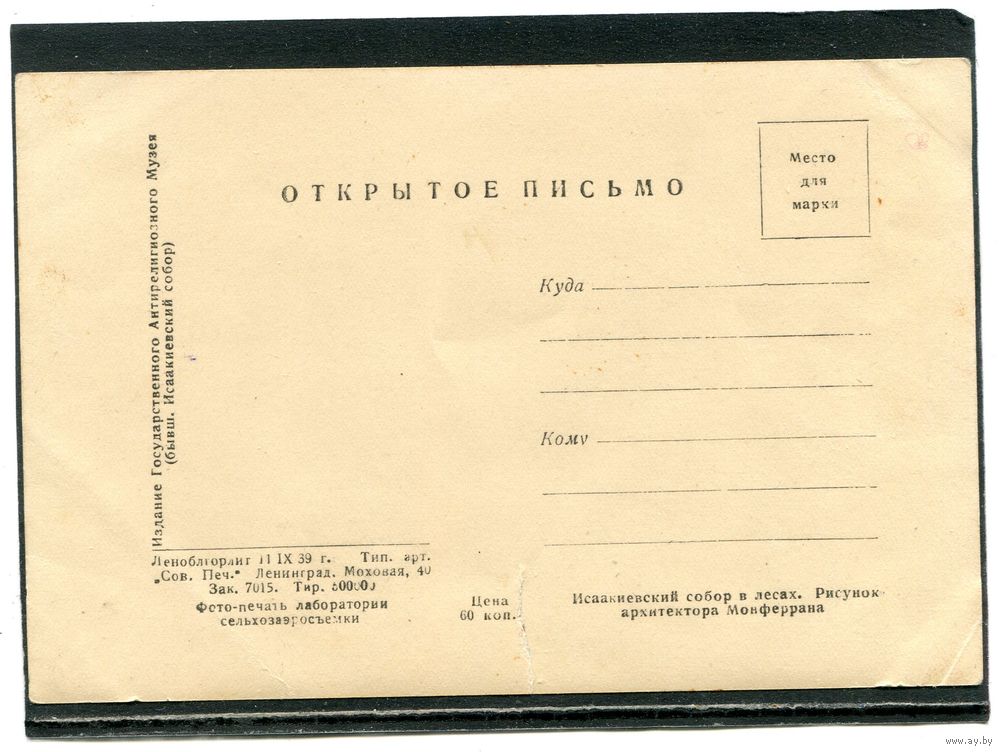 ОТКРЫТОЕ ПИСЬМО
Место
для
марки
Куда
Кому
Издание Государственного Антирелигиозного Музея
(бывш. Исаакиевский собор)
Леноблгорлит 11 IX 39 г. Тип. арт.
„Сов. Печ.“ Ленинград. Моховая, 40
Зак. 7015. Тир.
Фото-печать лаборатории
сельхозаэросъемки
Цена
60 коп.
Исаакиевский собор в лесах. Рисунок
архитектора Монферрана
www.ay.by